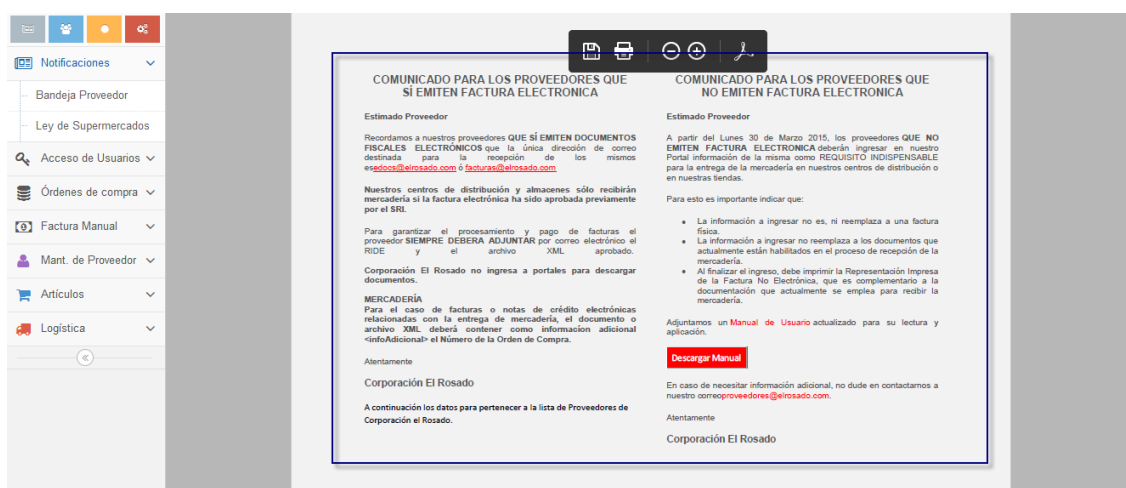 Notificaciones
Bandeja Proveedor
Ley de Supermercados
Acceso de Usuarios
Órdenes de compra
Factura Manual
Mant. de Proveedor
Artículos
Logística
COMUNICADO PARA LOS PROVEEDORES QUE
SÍ EMITEN FACTURA ELECTRONICA
Estimado Proveedor
Recordamos a nuestros proveedores QUE SÍ EMITEN DOCUMENTOS
FISCALES ELECTRÓNICOS que la única dirección de correo
destinada para la recepción de los mismos
esedocs@elrosado.com ó facturas@elrosado.com
Nuestros centros de distribución y almacenes sólo recibirán
mercadería si la factura electrónica ha sido aprobada previamente
por el SRI.
Para garantizar el procesamiento y pago de facturas el
proveedor SIEMPRE DEBERA ADJUNTAR por correo electrónico el
RIDE y el archivo XML aprobado.
Corporación El Rosado no ingresa a portales para descargar
documentos.
MERCADERÍA
Para el caso de facturas o notas de crédito electrónicas
relacionadas con la entrega de mercadería, el documento o
archivo XML deberá contener como información adicional
<infoAdicional> el Número de la Orden de Compra.
Atentamente
Corporación El Rosado
A continuación los datos para pertenecer a la lista de Proveedores de
Corporación el Rosado.
COMUNICADO PARA LOS PROVEEDORES QUE
NO EMITEN FACTURA ELECTRONICA
Estimado Proveedor
A partir del Lunes 30 de Marzo 2015, los proveedores QUE NO
EMITEN FACTURA ELECTRONICA deberán ingresar en nuestro
Portal información de la misma como REQUISITO INDISPENSABLE
para la entrega de la mercadería en nuestros centros de distribución o
en nuestras tiendas.
Para esto es importante indicar que:
La información a ingresar no es, ni reemplaza a una factura
física.
La información a ingresar no reemplaza a los documentos que
actualmente están habilitados en el proceso de recepción de la
mercadería.
Al finalizar el ingreso, debe imprimir la Representación Impresa
de la Factura No Electrónica, que es complementario a la
documentación que actualmente se emplea para recibir la
mercadería.
Adjuntamos un Manual de Usuario actualizado para su lectura y
aplicación.
Descargar Manual
En caso de necesitar información adicional, no dude en contactarnos a
nuestro correoproveedores@elrosado.com.
Atentamente
Corporación El Rosado